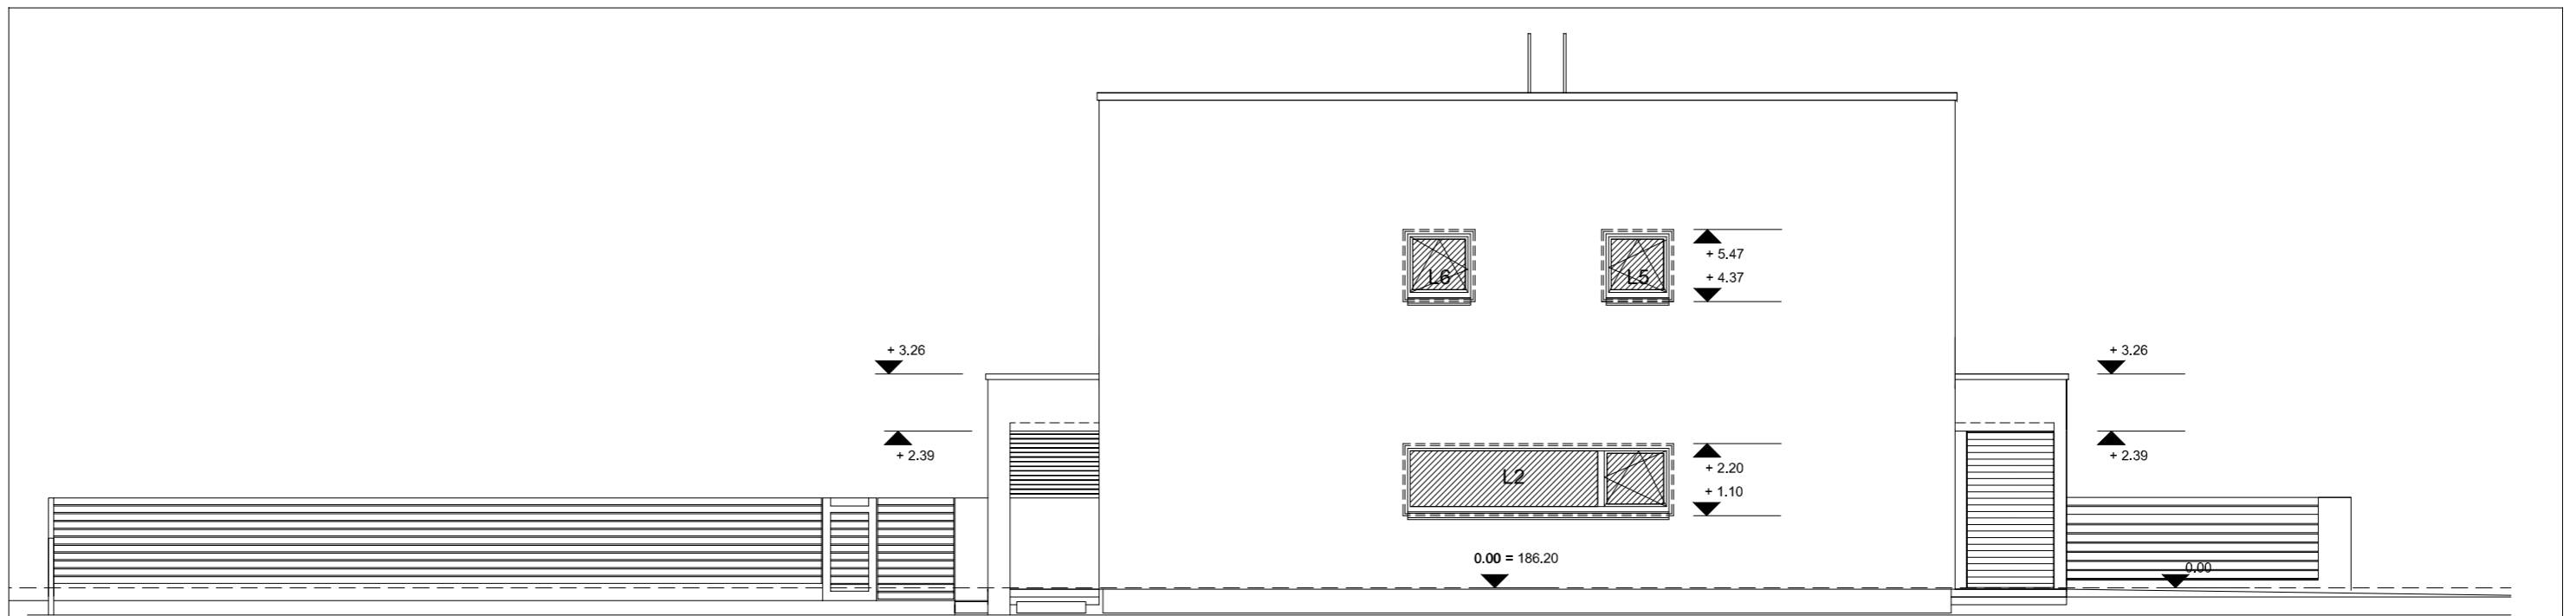 L6
L5
+ 5.47
+ 4.37
+ 3.26
+ 3.26
+ 2.39
+ 2.39
L2
+ 2.20
+ 1.10
0.00 = 186.20
0.00